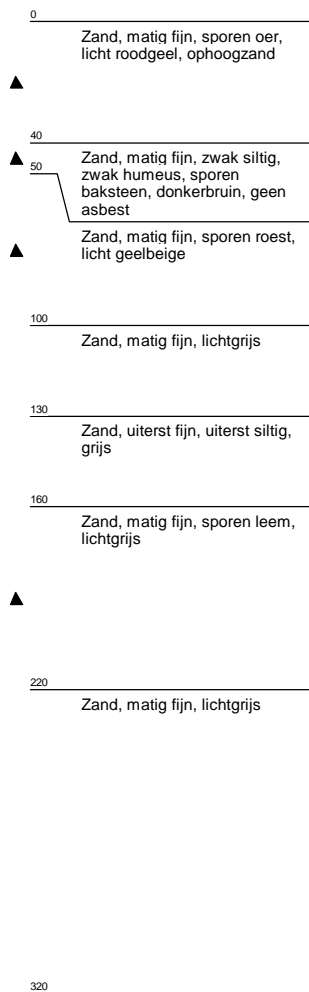 0
Zand, matig fijn, sporen oer,
licht roodgeel, ophoogzand
40
Zand, matig fijn, zwak siltig,
zwak humeus, sporen
baksteen, donkerbruin, geen
asbest
50
Zand, matig fijn, sporen roest,
licht geelbeige
100
Zand, matig fijn, lichtgrijs
130
Zand, uiterst fijn, uiterst siltig,
grijs
160
Zand, matig fijn, sporen leem,
lichtgrijs
220
Zand, matig fijn, lichtgrijs
320